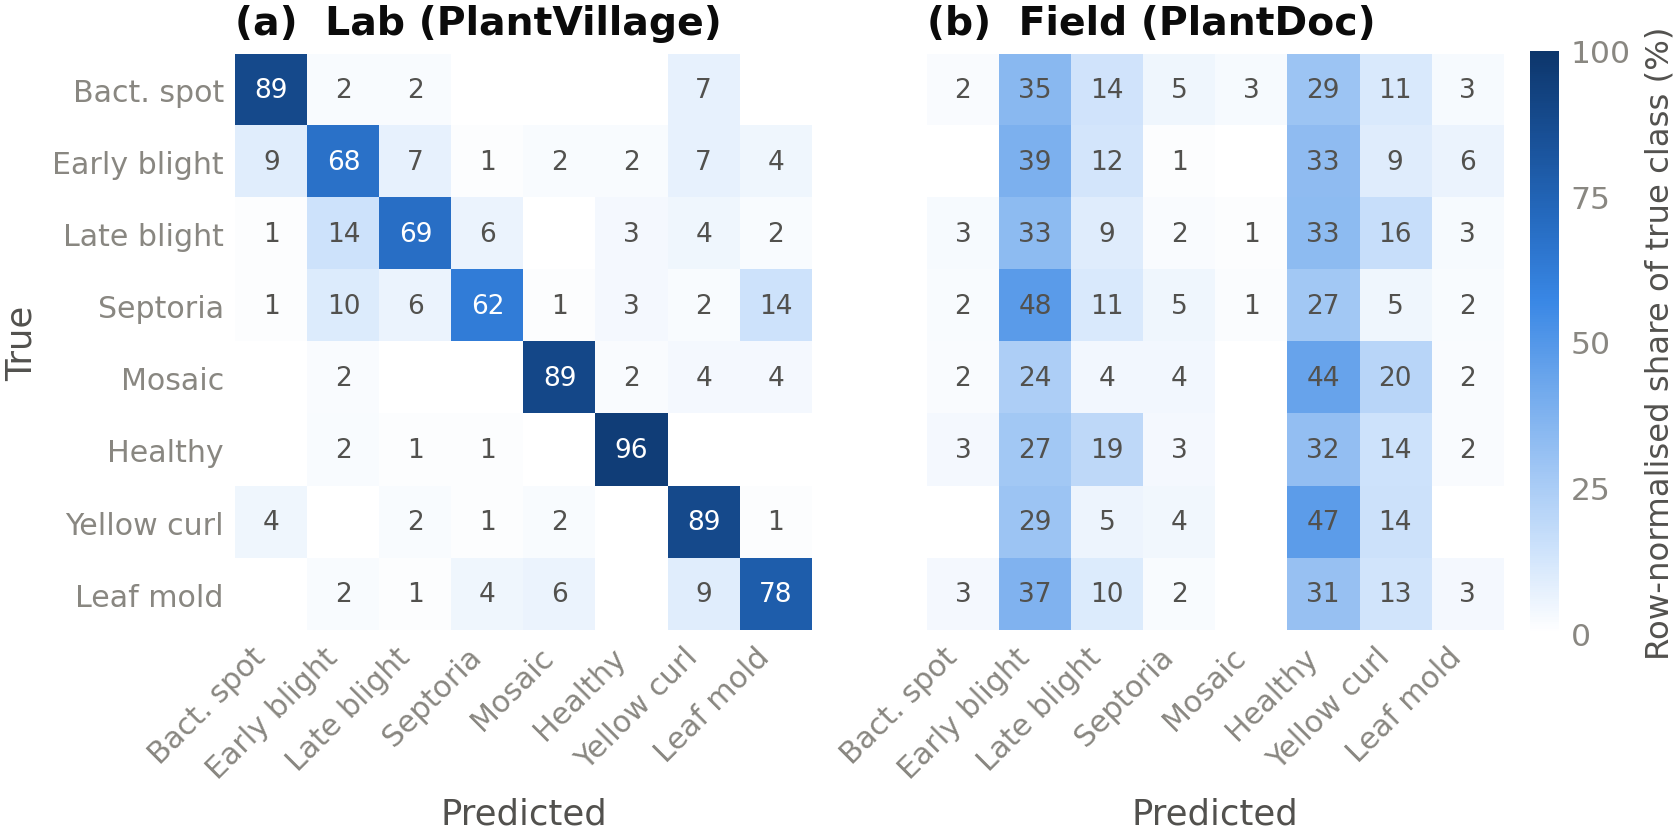 (a) Lab (PlantVillage)
(b) Field (PlantDoc)
True
Bact. spot 89 2 2 7
Early blight 9 68 7 1 2 2 7 4
Late blight 1 14 69 6 3 4 2
Septoria 1 10 6 62 1 3 2 14
Mosaic 2 89 2 4 4
Healthy 2 1 1 96
Yellow curl 4 2 1 2 89 1
Leaf mold 2 1 4 6 9 78
Bact. spot Early blight Late blight Septoria Mosaic Healthy Yellow curl Leaf mold
Predicted
2 35 14 5 3 29 11 3
39 12 1 33 9 6
3 33 9 2 1 33 16 3
2 48 11 5 1 27 5 2
2 24 4 4 44 20 2
3 27 19 3 32 14 2
29 5 4 47 14
3 37 10 2 31 13 3
Bact. spot Early blight Late blight Septoria Mosaic Healthy Yellow curl Leaf mold
Predicted
100
75
50
25
0
Row-normalised share of true class (%)